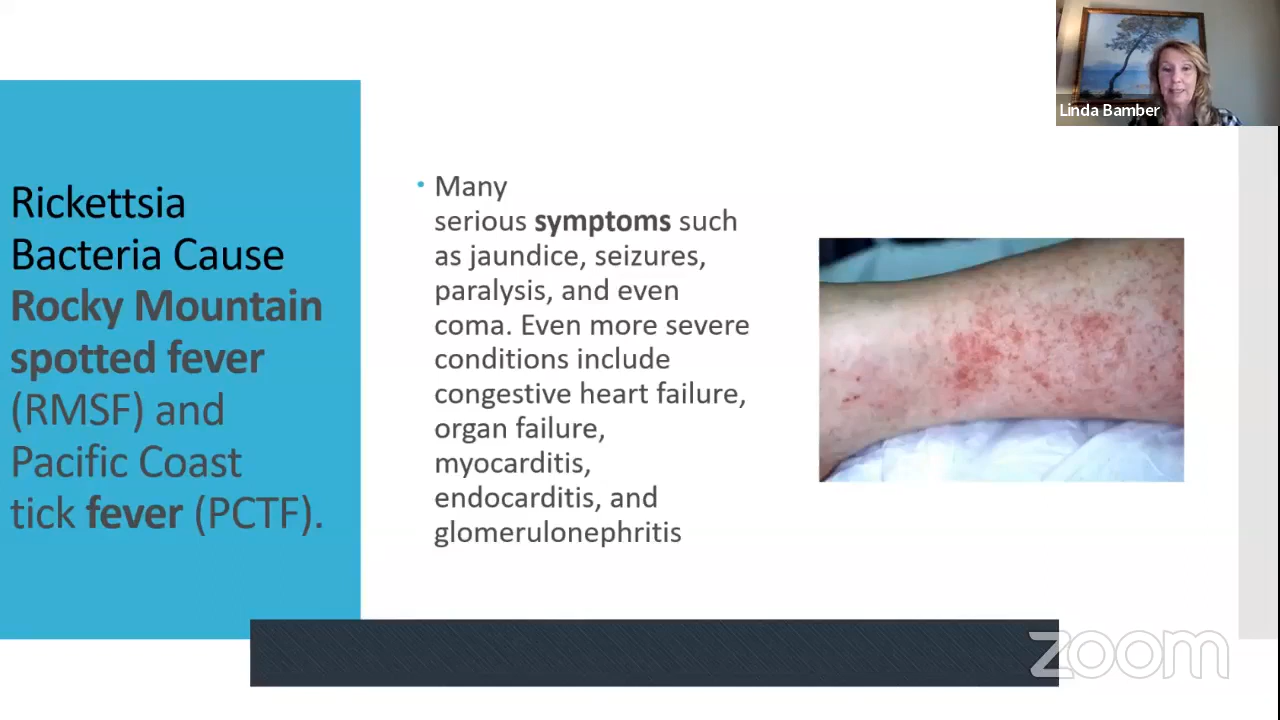 Linda Bamber
Rickettsia
Bacteria Cause
Rocky Mountain
spotted fever
(RMSF) and
Pacific Coast
tick fever (PCTF).
• Many
serious symptoms such
as jaundice, seizures,
paralysis, and even
coma. Even more severe
conditions include
congestive heart failure,
organ failure,
myocarditis,
endocarditis, and
glomerulonephritis
zoom